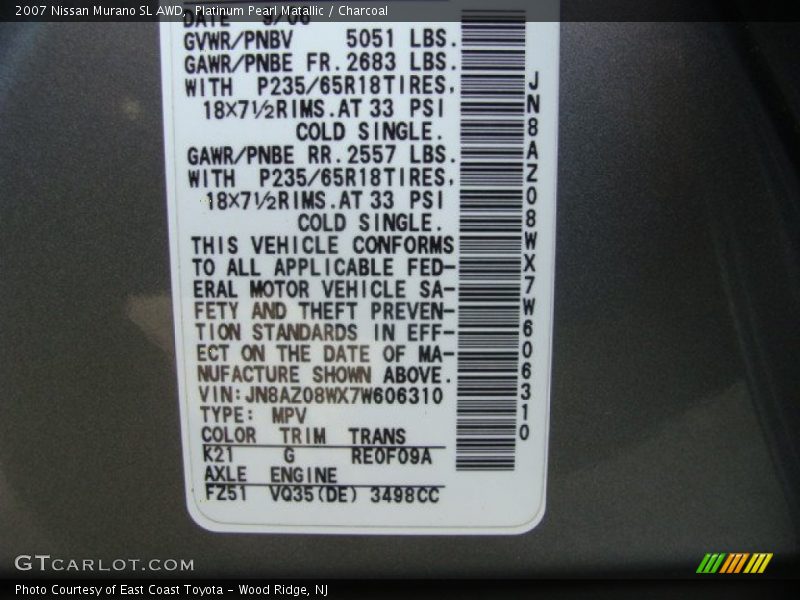 2007 Nissan Murano SL AWD, Platinum Pearl Matallic / Charcoal
DATE 9/06
GVWR/PNBV 5051 LBS.
GAWR/PNBE FR.2683 LBS.
WITH P235/65R18TIRES,
18×7½RIMS.AT 33 PSI
COLD SINGLE.
GAWR/PNBE RR.2557 LBS.
WITH P235/65R18TIRES,
18×7½RIMS.AT 33 PSI
COLD SINGLE.
THIS VEHICLE CONFORMS
TO ALL APPLICABLE FED-
ERAL MOTOR VEHICLE SA-
FETY AND THEFT PREVEN-
TION STANDARDS IN EFF-
ECT ON THE DATE OF MA-
NUFACTURE SHOWN ABOVE.
VIN:JN8AZ08WX7W606310
TYPE: MPV
COLOR TRIM TRANS
K21 G RE0F09A
AXLE ENGINE
FZ51 VQ35(DE) 3498CC
JN8AZ08WX7W606310
GTCARLOT.COM
Photo Courtesy of East Coast Toyota - Wood Ridge, NJ